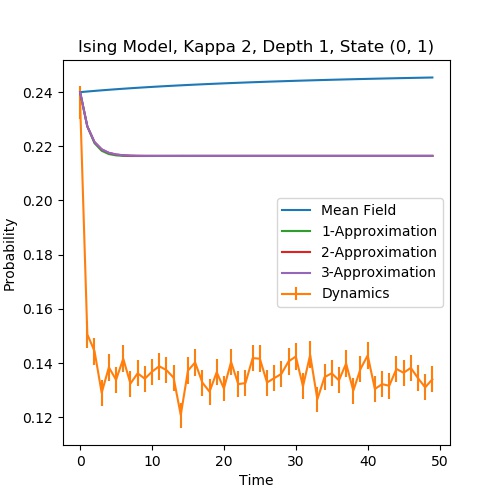 Ising Model, Kappa 2, Depth 1, State (0, 1)
Probability
0.24
0.22
0.20
0.18
0.16
0.14
0.12
Mean Field
1-Approximation
2-Approximation
3-Approximation
Dynamics
0 10 20 30 40 50
Time